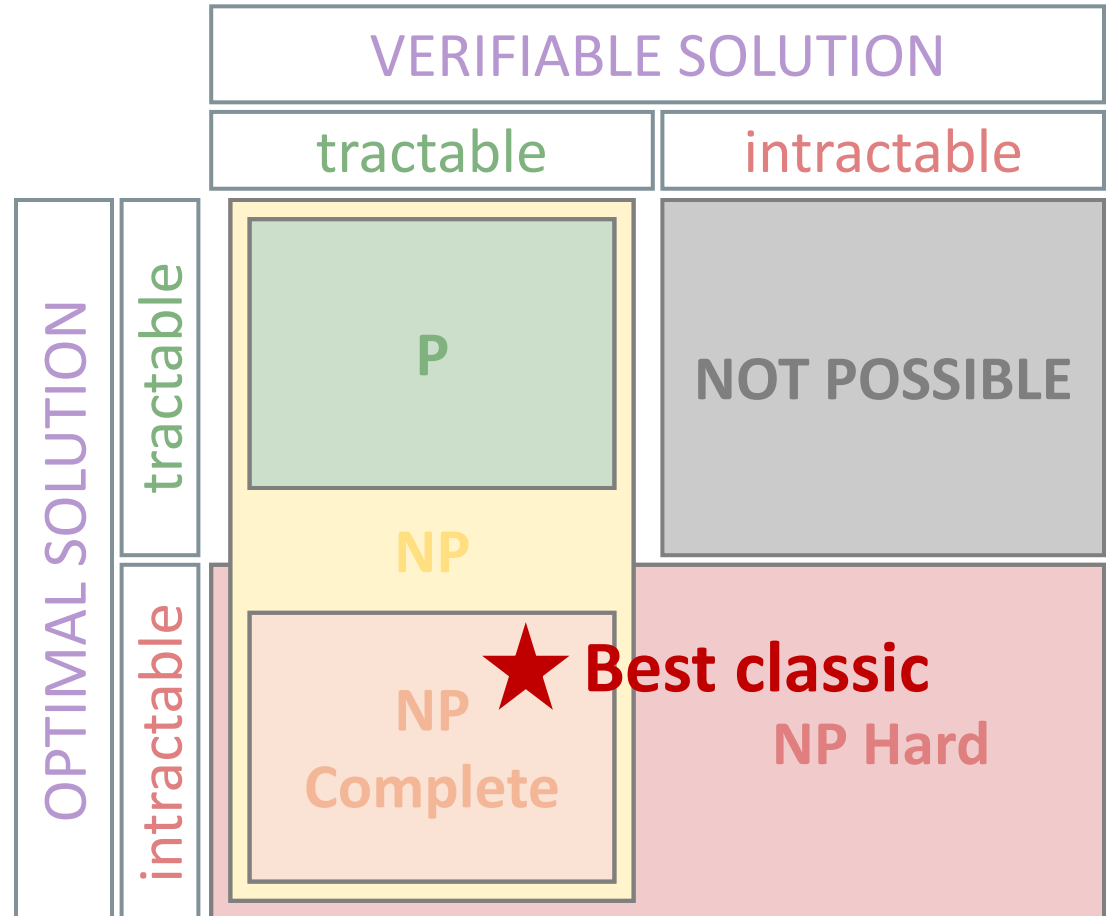 VERIFIABLE SOLUTION
tractable
intractable
OPTIMAL SOLUTION
tractable
P
NOT POSSIBLE
NP
intractable
Best classic
NP
Complete
NP Hard